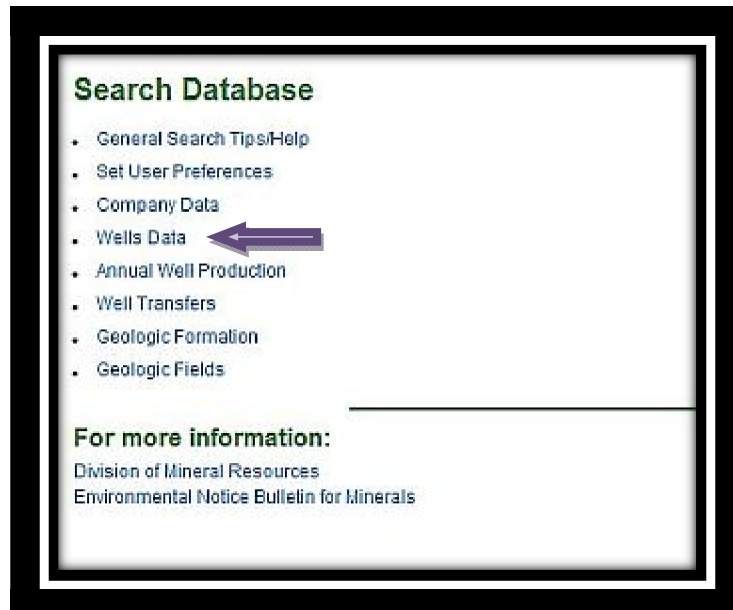 Search Database
General Search Tips/Help
Set User Preferences
Company Data
Wells Data
Annual Well Production
Well Transfers
Geologic Formation
Geologic Fields
For more information:
Division of Mineral Resources
Environmental Notice Bulletin for Minerals